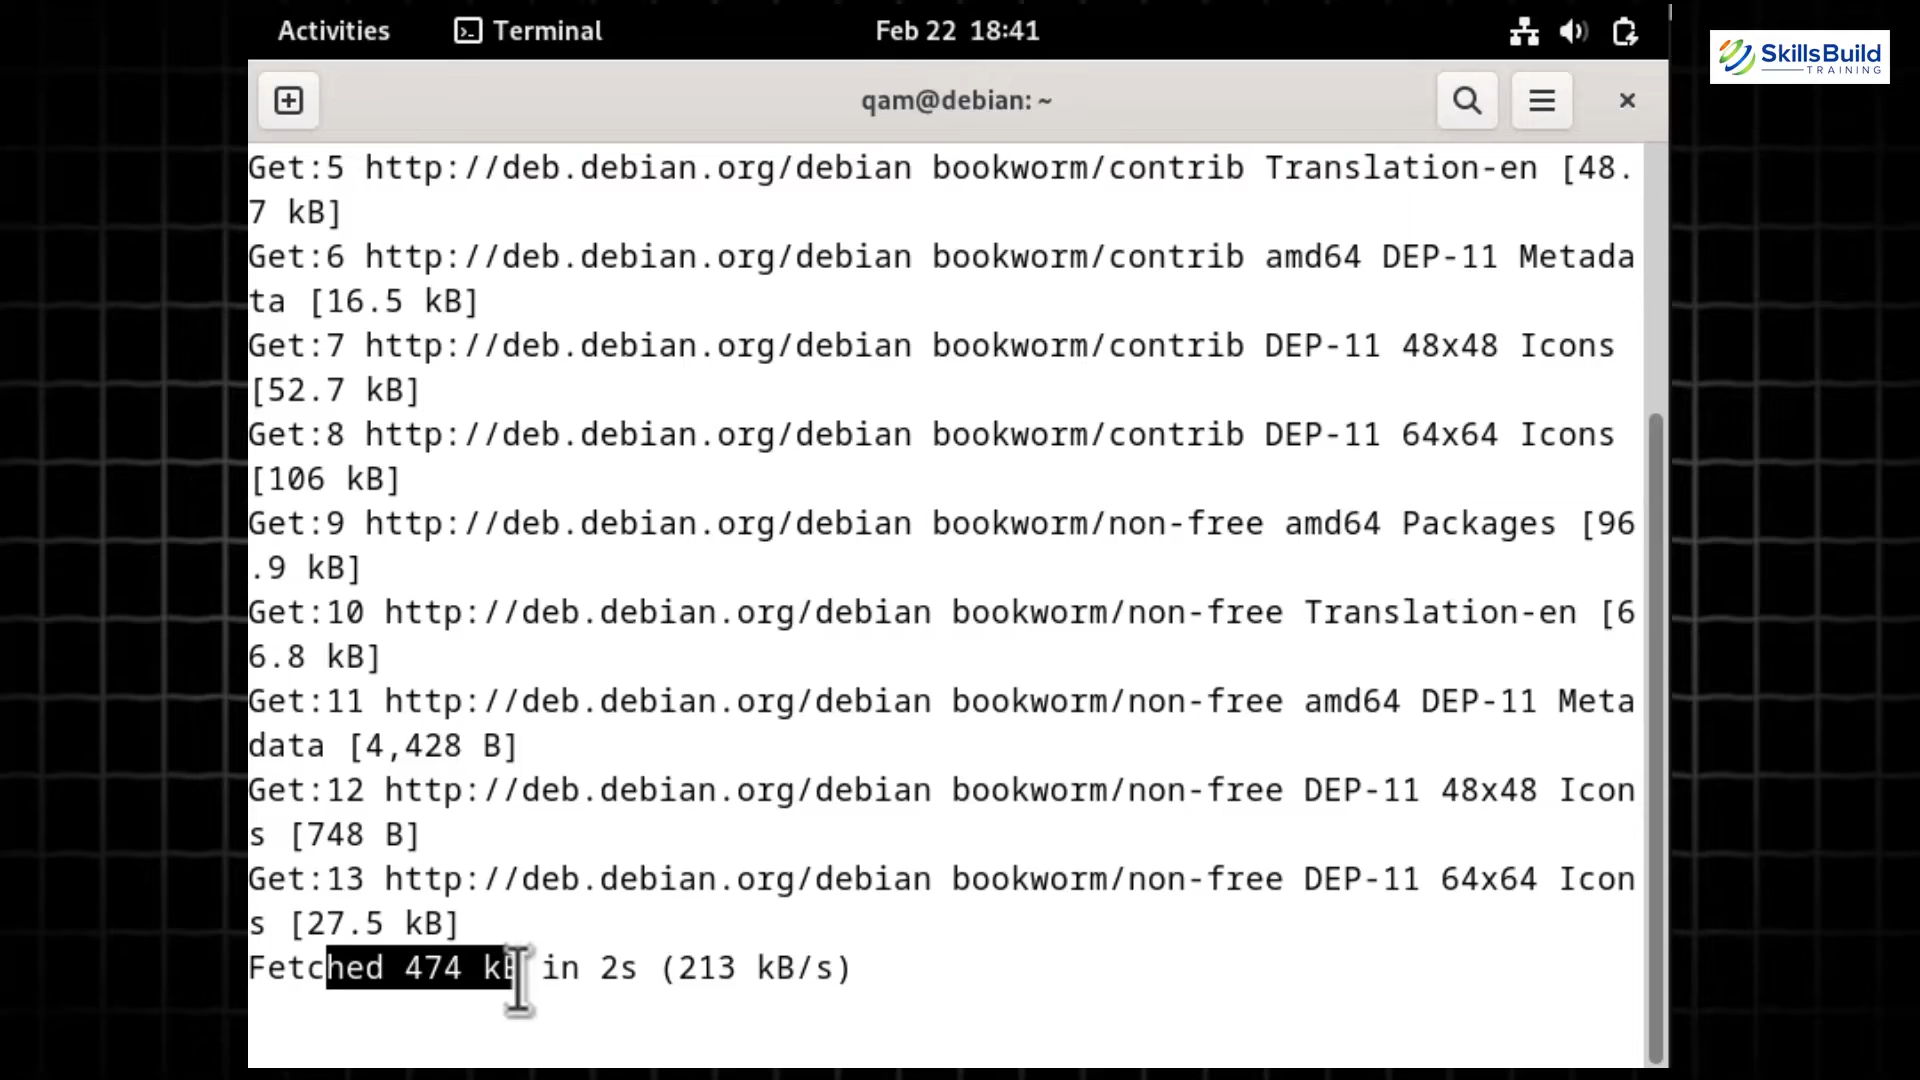 Activities Terminal Feb 22 18:41
SkillsBuild
TRAINING
qam@debian: ~
Get:5 http://deb.debian.org/debian bookworm/contrib Translation-en [48.
7 kB]
Get:6 http://deb.debian.org/debian bookworm/contrib amd64 DEP-11 Metada
ta [16.5 kB]
Get:7 http://deb.debian.org/debian bookworm/contrib DEP-11 48x48 Icons
[52.7 kB]
Get:8 http://deb.debian.org/debian bookworm/contrib DEP-11 64x64 Icons
[106 kB]
Get:9 http://deb.debian.org/debian bookworm/non-free amd64 Packages [96
.9 kB]
Get:10 http://deb.debian.org/debian bookworm/non-free Translation-en [6
6.8 kB]
Get:11 http://deb.debian.org/debian bookworm/non-free amd64 DEP-11 Meta
data [4,428 B]
Get:12 http://deb.debian.org/debian bookworm/non-free DEP-11 48x48 Icon
s [748 B]
Get:13 http://deb.debian.org/debian bookworm/non-free DEP-11 64x64 Icon
s [27.5 kB]
Fetched 474 kB in 2s (213 kB/s)